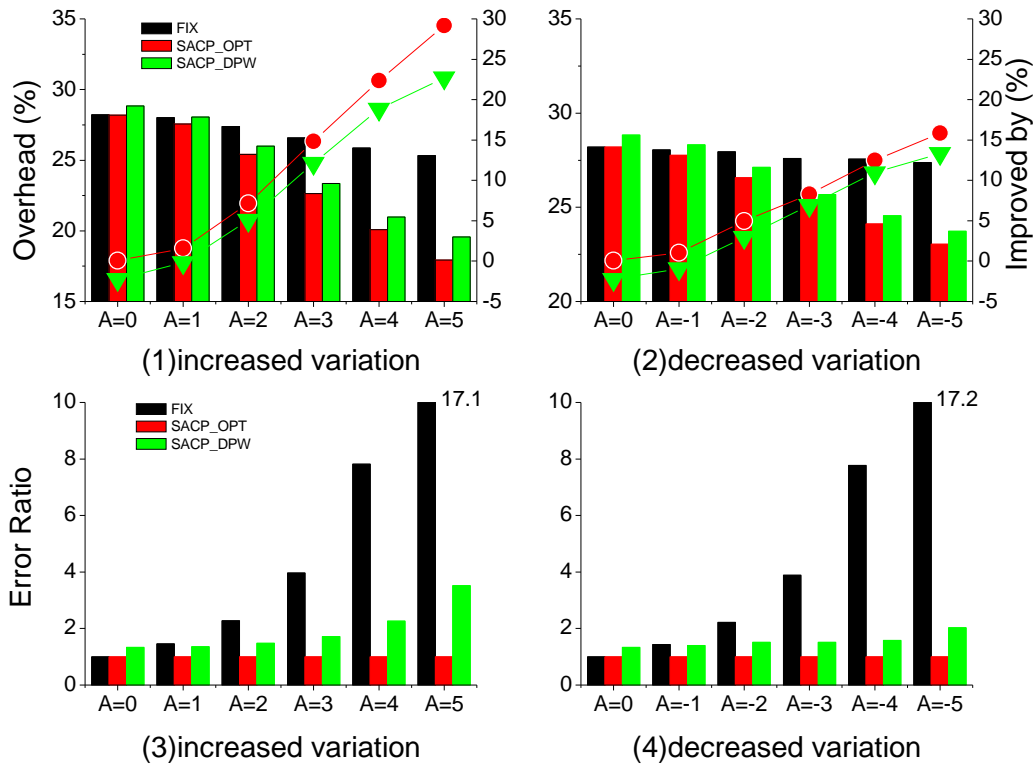 35
30
25
20
15
Overhead (%)
FIX
SACP_OPT
SACP_DPW
30
25
20
15
10
5
0
-5
A=0 A=1 A=2 A=3 A=4 A=5
(1)increased variation
35
30
25
20
30
25
20
15
10
5
0
-5
Improved by (%)
A=0 A=-1 A=-2 A=-3 A=-4 A=-5
(2)decreased variation
10
8
6
4
2
0
Error Ratio
FIX
SACP_OPT
SACP_DPW
17.1
A=0 A=1 A=2 A=3 A=4 A=5
(3)increased variation
10
8
6
4
2
0
17.2
A=0 A=-1 A=-2 A=-3 A=-4 A=-5
(4)decreased variation